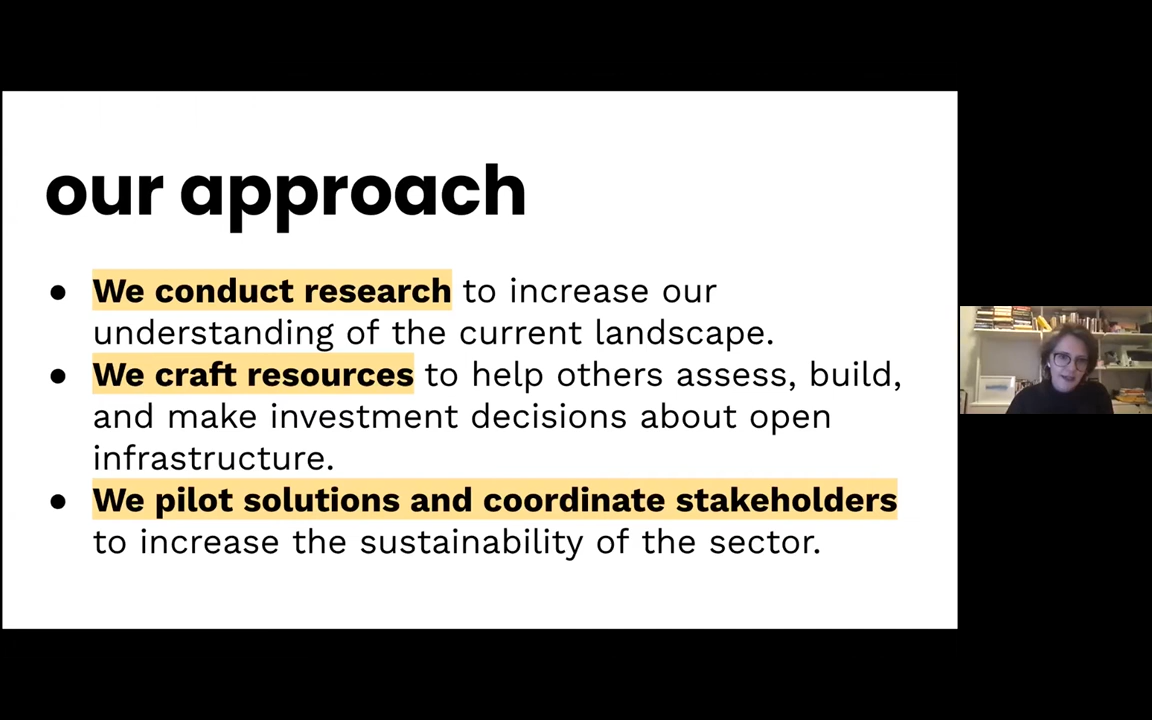 our approach
● We conduct research to increase our
understanding of the current landscape.
● We craft resources to help others assess, build,
and make investment decisions about open
infrastructure.
● We pilot solutions and coordinate stakeholders
to increase the sustainability of the sector.